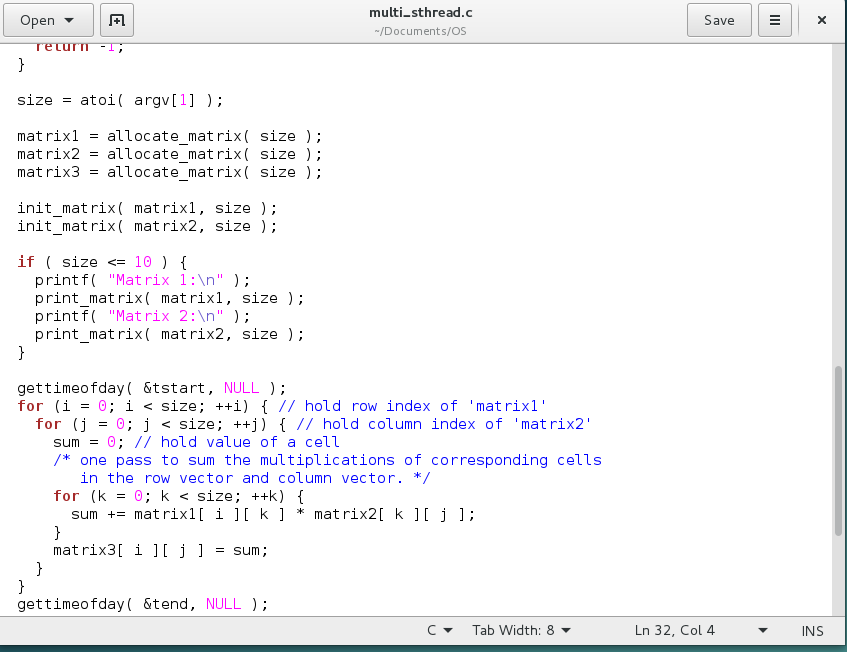 Open
multi_sthread.c
~/Documents/OS
Save
return -1;
}
size = atoi( argv[1] );
matrix1 = allocate_matrix( size );
matrix2 = allocate_matrix( size );
matrix3 = allocate_matrix( size );
init_matrix( matrix1, size );
init_matrix( matrix2, size );
if ( size <= 10 ) {
  printf( "Matrix 1:\n" );
  print_matrix( matrix1, size );
  printf( "Matrix 2:\n" );
  print_matrix( matrix2, size );
}
gettimeofday( &tstart, NULL );
for (i = 0; i < size; ++i) { // hold row index of 'matrix1'
  for (j = 0; j < size; ++j) { // hold column index of 'matrix2'
    sum = 0; // hold value of a cell
    /* one pass to sum the multiplications of corresponding cells
       in the row vector and column vector. */
    for (k = 0; k < size; ++k) {
      sum += matrix1[ i ][ k ] * matrix2[ k ][ j ];
    }
    matrix3[ i ][ j ] = sum;
  }
}
gettimeofday( &tend, NULL );
C Tab Width: 8 Ln 32, Col 4 INS